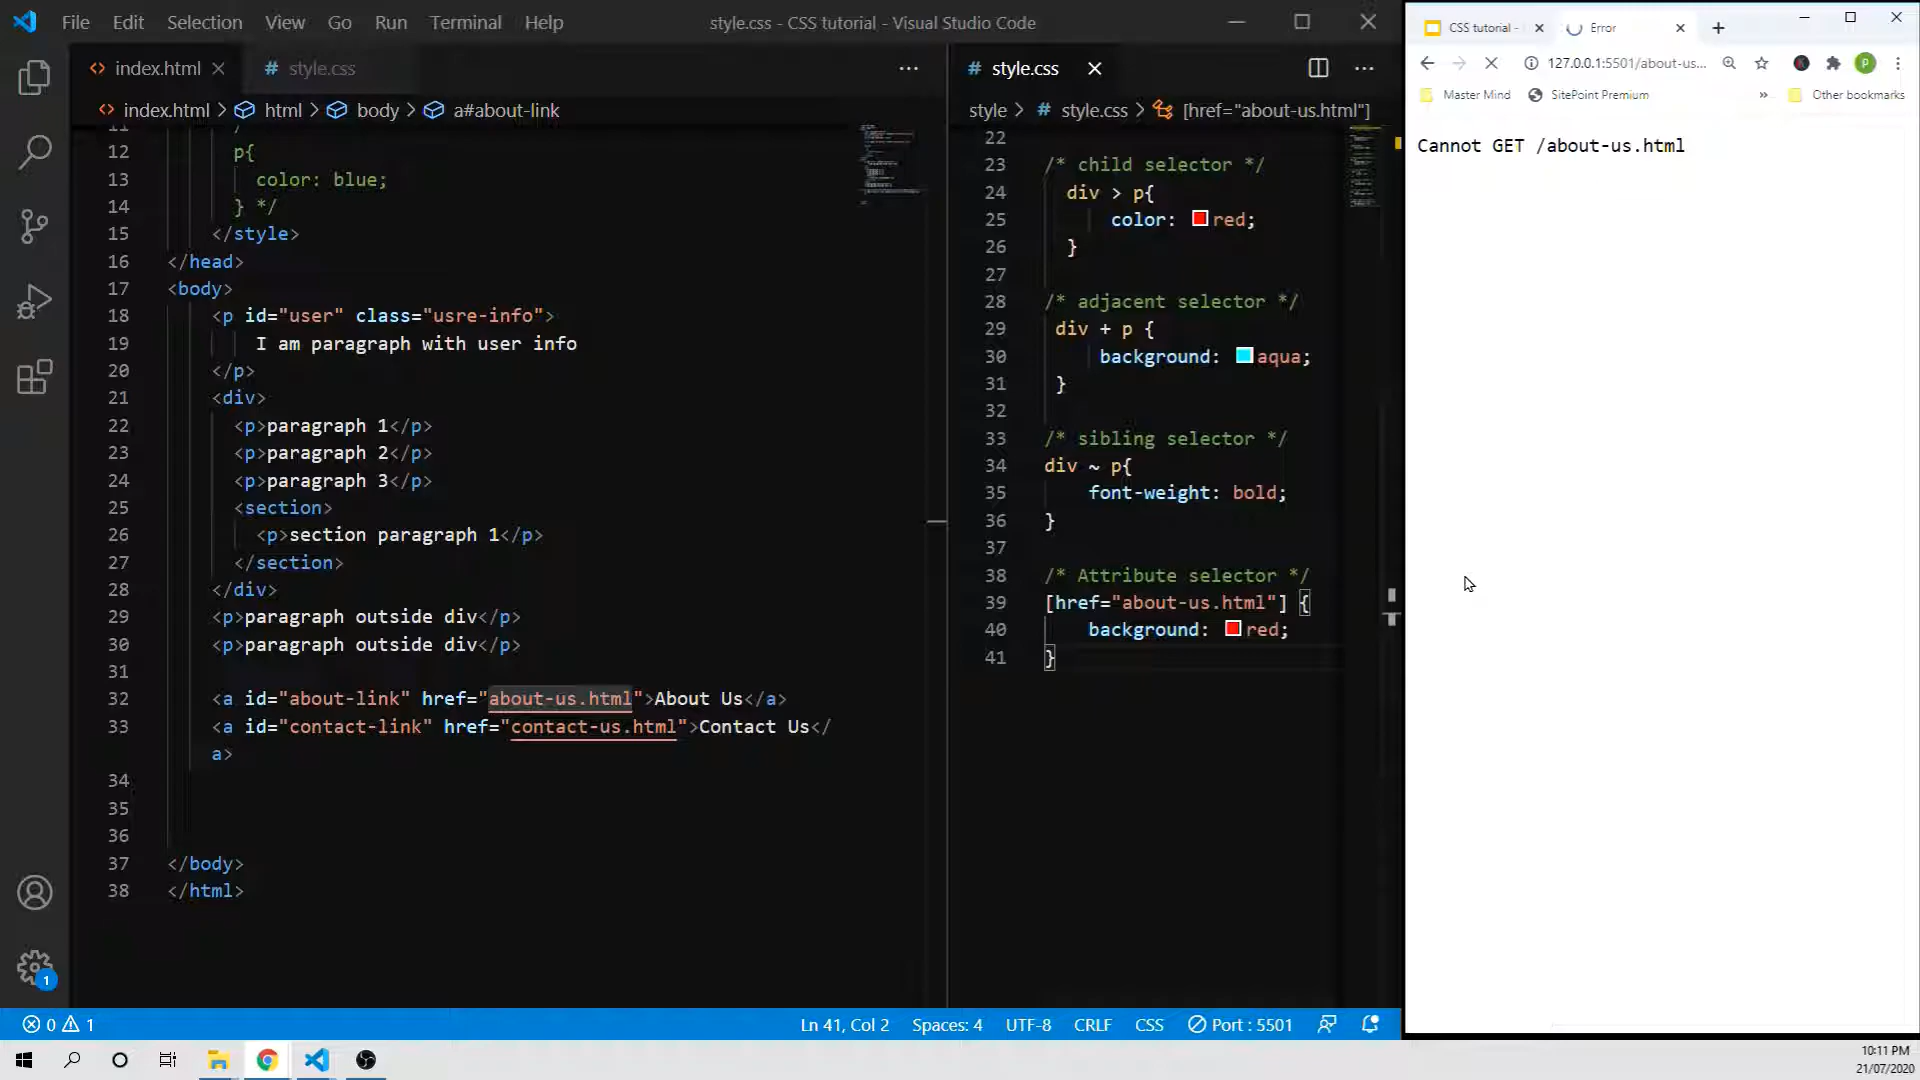 File Edit Selection View Go Run Terminal Help
style.css - CSS tutorial - Visual Studio Code
index.html
# style.css
index.html > html > body > a#about-link
12 p{
13 color: blue;
14 } */
15 </style>
16 </head>
17 <body>
18 <p id="user" class="usre-info">
19 I am paragraph with user info
20 </p>
21 <div>
22 <p>paragraph 1</p>
23 <p>paragraph 2</p>
24 <p>paragraph 3</p>
25 <section>
26 <p>section paragraph 1</p>
27 </section>
28 </div>
29 <p>paragraph outside div</p>
30 <p>paragraph outside div</p>
31
32 <a id="about-link" href="about-us.html">About Us</a>
33 <a id="contact-link" href="contact-us.html">Contact Us</
a>
34
35
36
37 </body>
38 </html>
# style.css
style > # style.css > [href="about-us.html"]
22
23 /* child selector */
24 div > p{
25 color: red;
26 }
27
28 /* adjacent selector */
29 div + p {
30 background: aqua;
31 }
32
33 /* sibling selector */
34 div ~ p{
35 font-weight: bold;
36 }
37
38 /* Attribute selector */
39 [href="about-us.html"] {
40 background: red;
41 }
1
0 1
Ln 41, Col 2 Spaces: 4 UTF-8 CRLF CSS Port : 5501
CSS tutorial -
Error
127.0.0.1:5501/about-us...
P
Master Mind SitePoint Premium » Other bookmarks
Cannot GET /about-us.html
10:11 PM
21/07/2020